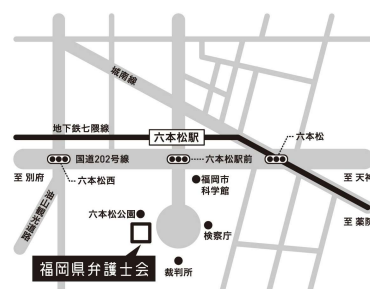 城南線
地下鉄七隈線
六本松駅
六本松
国道202号線
六本松駅前
至 別府
六本松西
福岡市
科学館
至 天神
油山観光道路
六本松公園
検察庁
至 薬院
福岡県弁護士会
裁判所